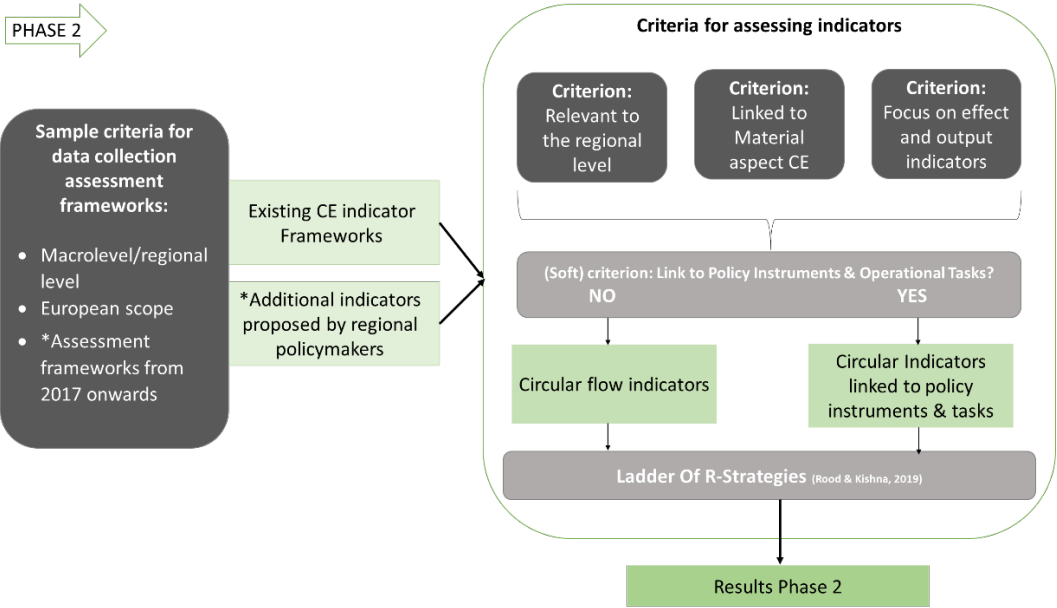 PHASE 2
Sample criteria for
data collection
assessment
frameworks:
• Macrolevel/regional
level
• European scope
• *Assessment
frameworks from
2017 onwards
Existing CE indicator
Frameworks
*Additional indicators
proposed by regional
policymakers
Criteria for assessing indicators
Criterion:
Relevant to
the regional
level
Criterion:
Linked to
Material
aspect CE
Criterion:
Focus on effect
and output
indicators
(Soft) criterion: Link to Policy Instruments & Operational Tasks?
NO YES
Circular flow indicators
Circular Indicators
linked to policy
instruments & tasks
Ladder Of R-Strategies (Rood & Kishna, 2019)
Results Phase 2